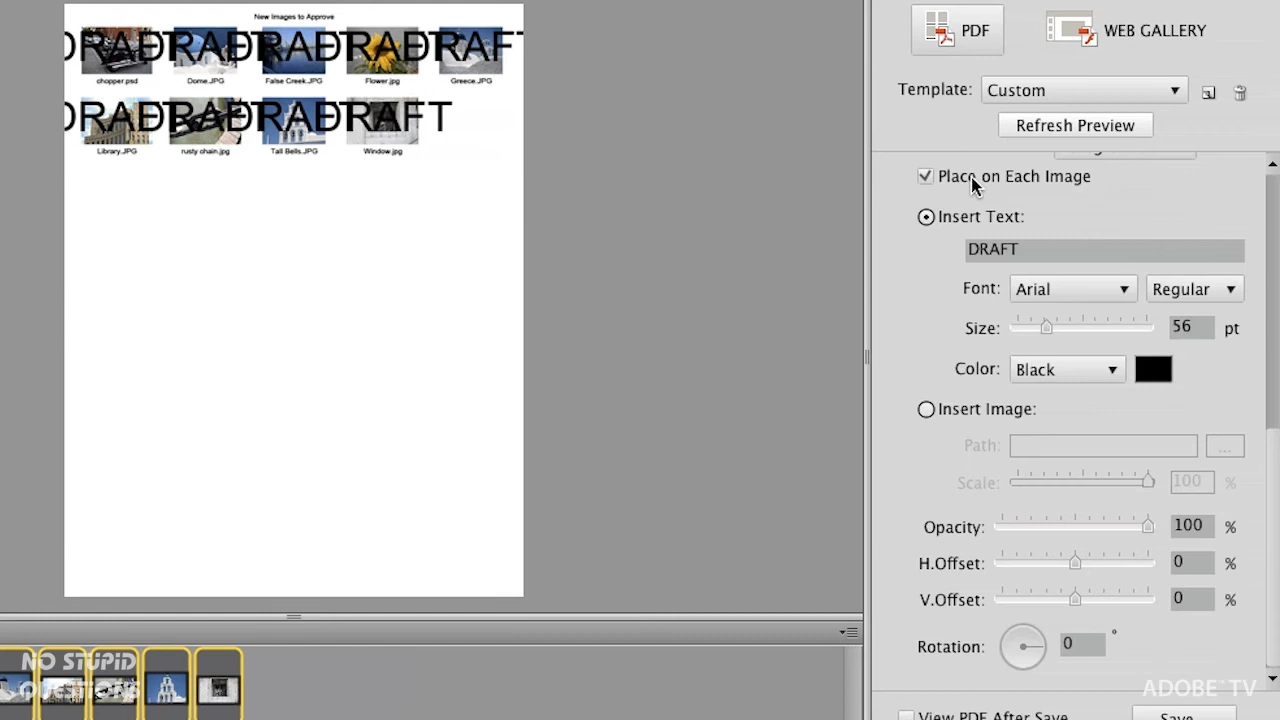 New Images to Approve
DRAFT DRAFT DRAFT DRAFT DRAFT
chopper.psd Dome.JPG False Creek.JPG Flower.jpg Greece.JPG
DRAFT DRAFT DRAFT DRAFT
Library.JPG rusty chain.jpg Tall Bells.JPG Window.jpg
PDF WEB GALLERY
Template: Custom
Refresh Preview
Place on Each Image
Insert Text:
DRAFT
Font: Arial Regular
Size: 56 pt
Color: Black
Insert Image:
Path: ...
Scale: 100 %
Opacity: 100 %
H.Offset: 0 %
V.Offset: 0 %
Rotation: 0 °
View PDF After Save Save
NO STUPID
QUESTIONS
ADOBE™ TV